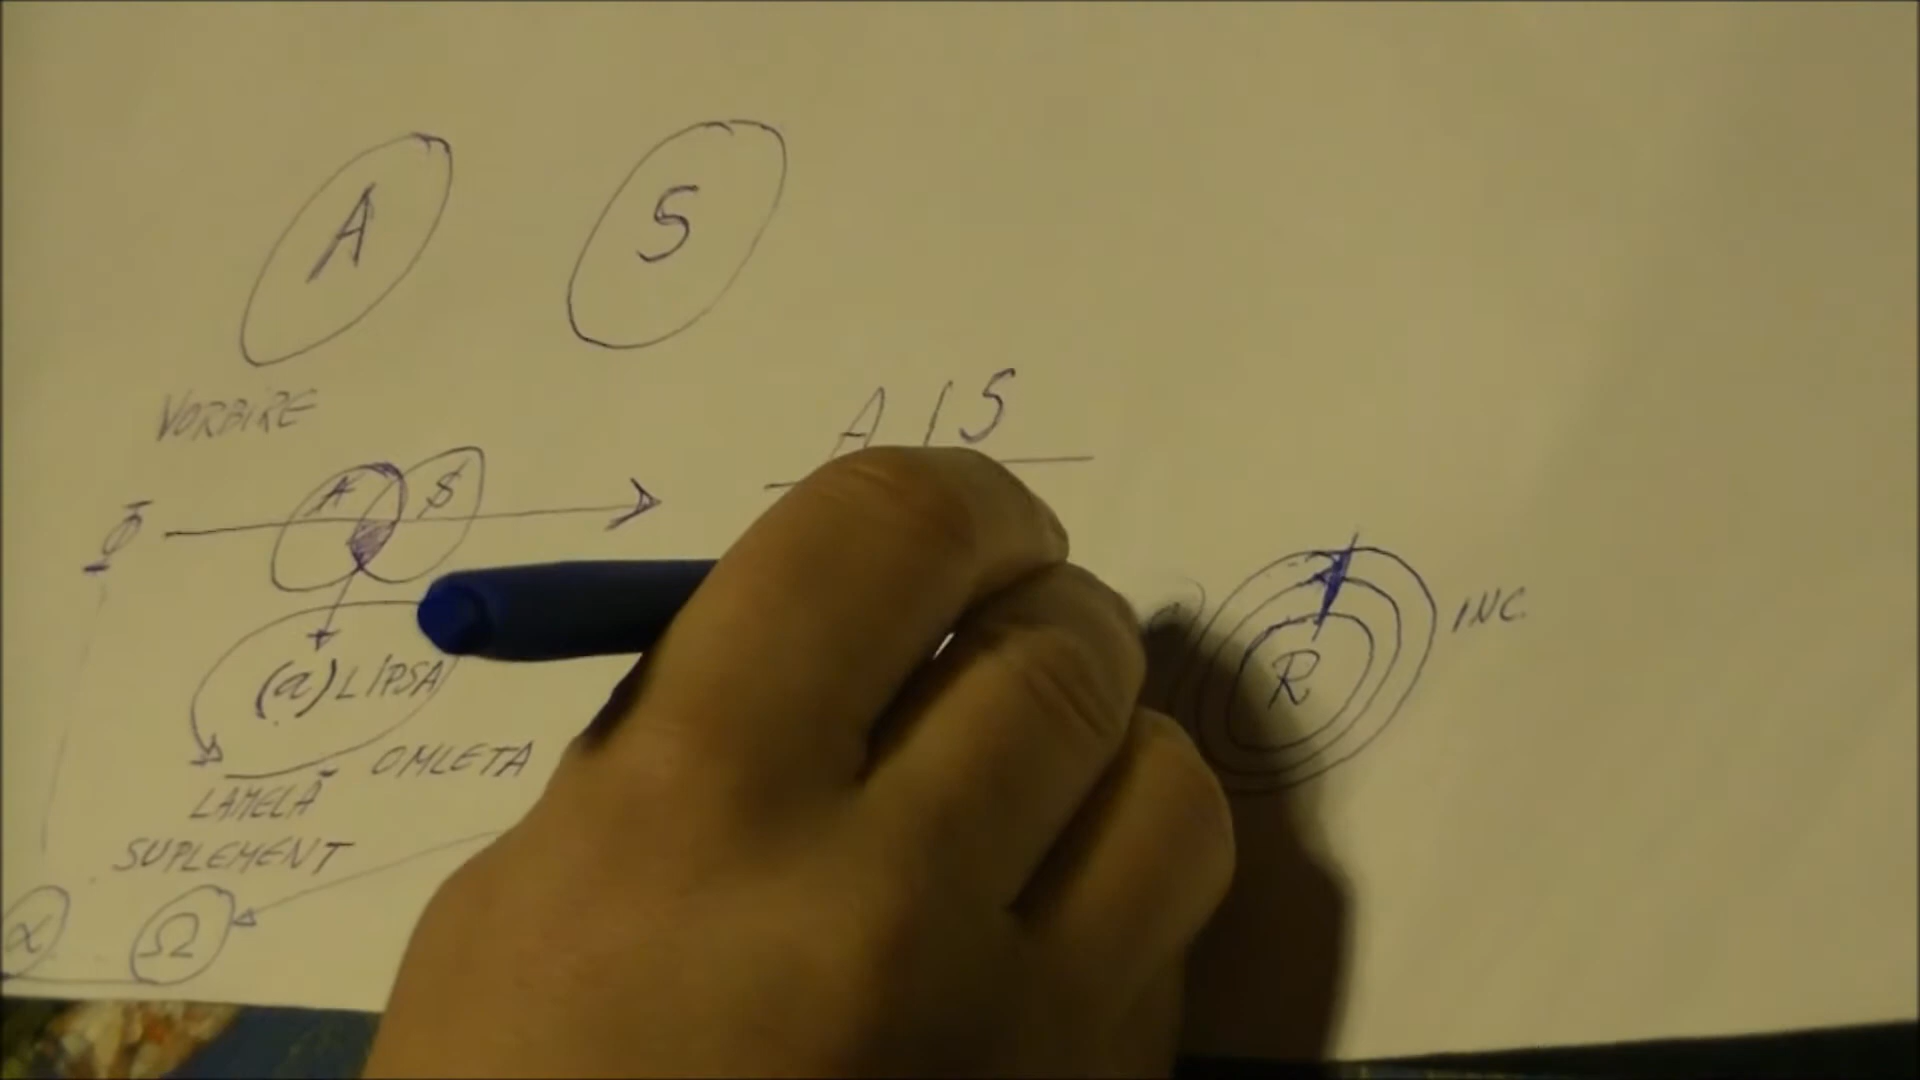 A S
VORBIRE
A / S
Φ A $
INC.
R
(a) LIPSA
OMLETA
LAMELĂ
SUPLEMENT
α Ω